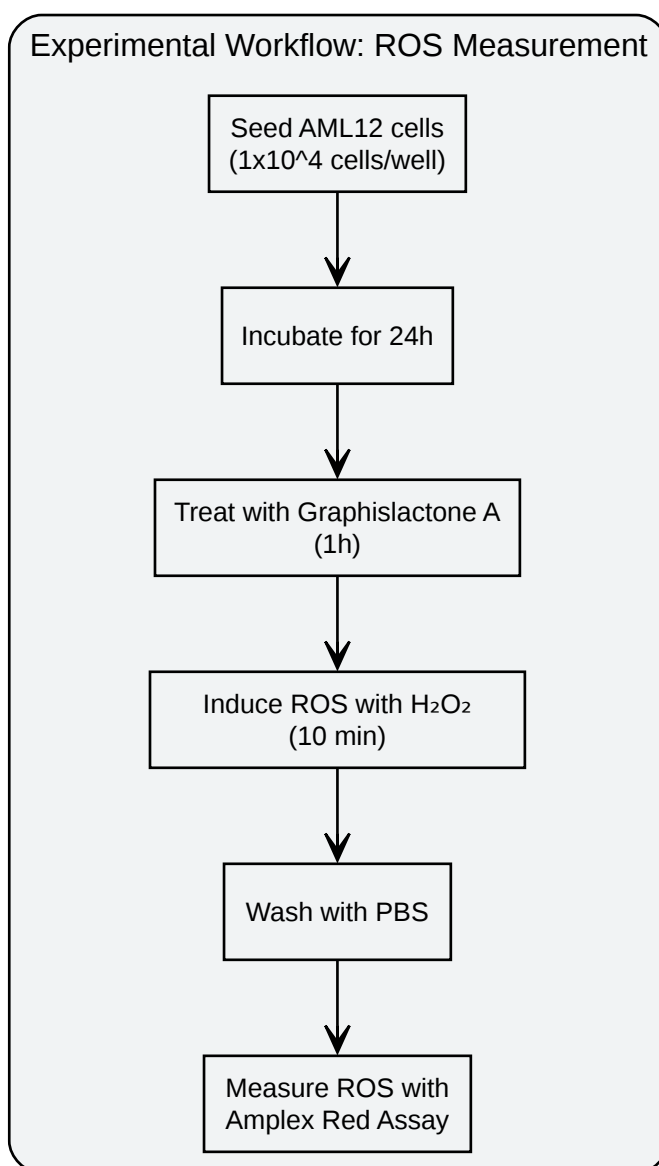 Experimental Workflow: ROS Measurement
Seed AML12 cells
(1x10^4 cells/well)
Incubate for 24h
Treat with Graphislactone A
(1h)
Induce ROS with H₂O₂
(10 min)
Wash with PBS
Measure ROS with
Amplex Red Assay